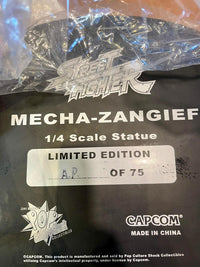 STREET
FIGHTER
MECHA-ZANGIEF
1/4 Scale Statue
LIMITED EDITION
A.P. OF 75
POP
CAPCOM
MADE IN CHINA
©CAPCOM. This product is manufactured and sold by Pop Culture Shock Collectibles
utilizing Capcom's intellectual property, under license by Capcom.